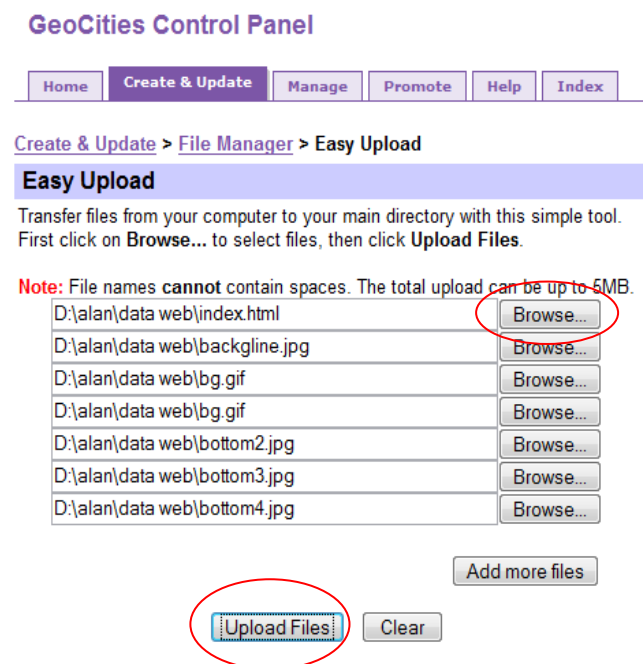 GeoCities Control Panel
Home Create & Update Manage Promote Help Index
Create & Update > File Manager > Easy Upload
Easy Upload
Transfer files from your computer to your main directory with this simple tool.
First click on Browse... to select files, then click Upload Files.
Note: File names cannot contain spaces. The total upload can be up to 5MB.
D:\alan\data web\index.html Browse...
D:\alan\data web\backgline.jpg Browse...
D:\alan\data web\bg.gif Browse...
D:\alan\data web\bg.gif Browse...
D:\alan\data web\bottom2.jpg Browse...
D:\alan\data web\bottom3.jpg Browse...
D:\alan\data web\bottom4.jpg Browse...
Add more files
Upload Files Clear